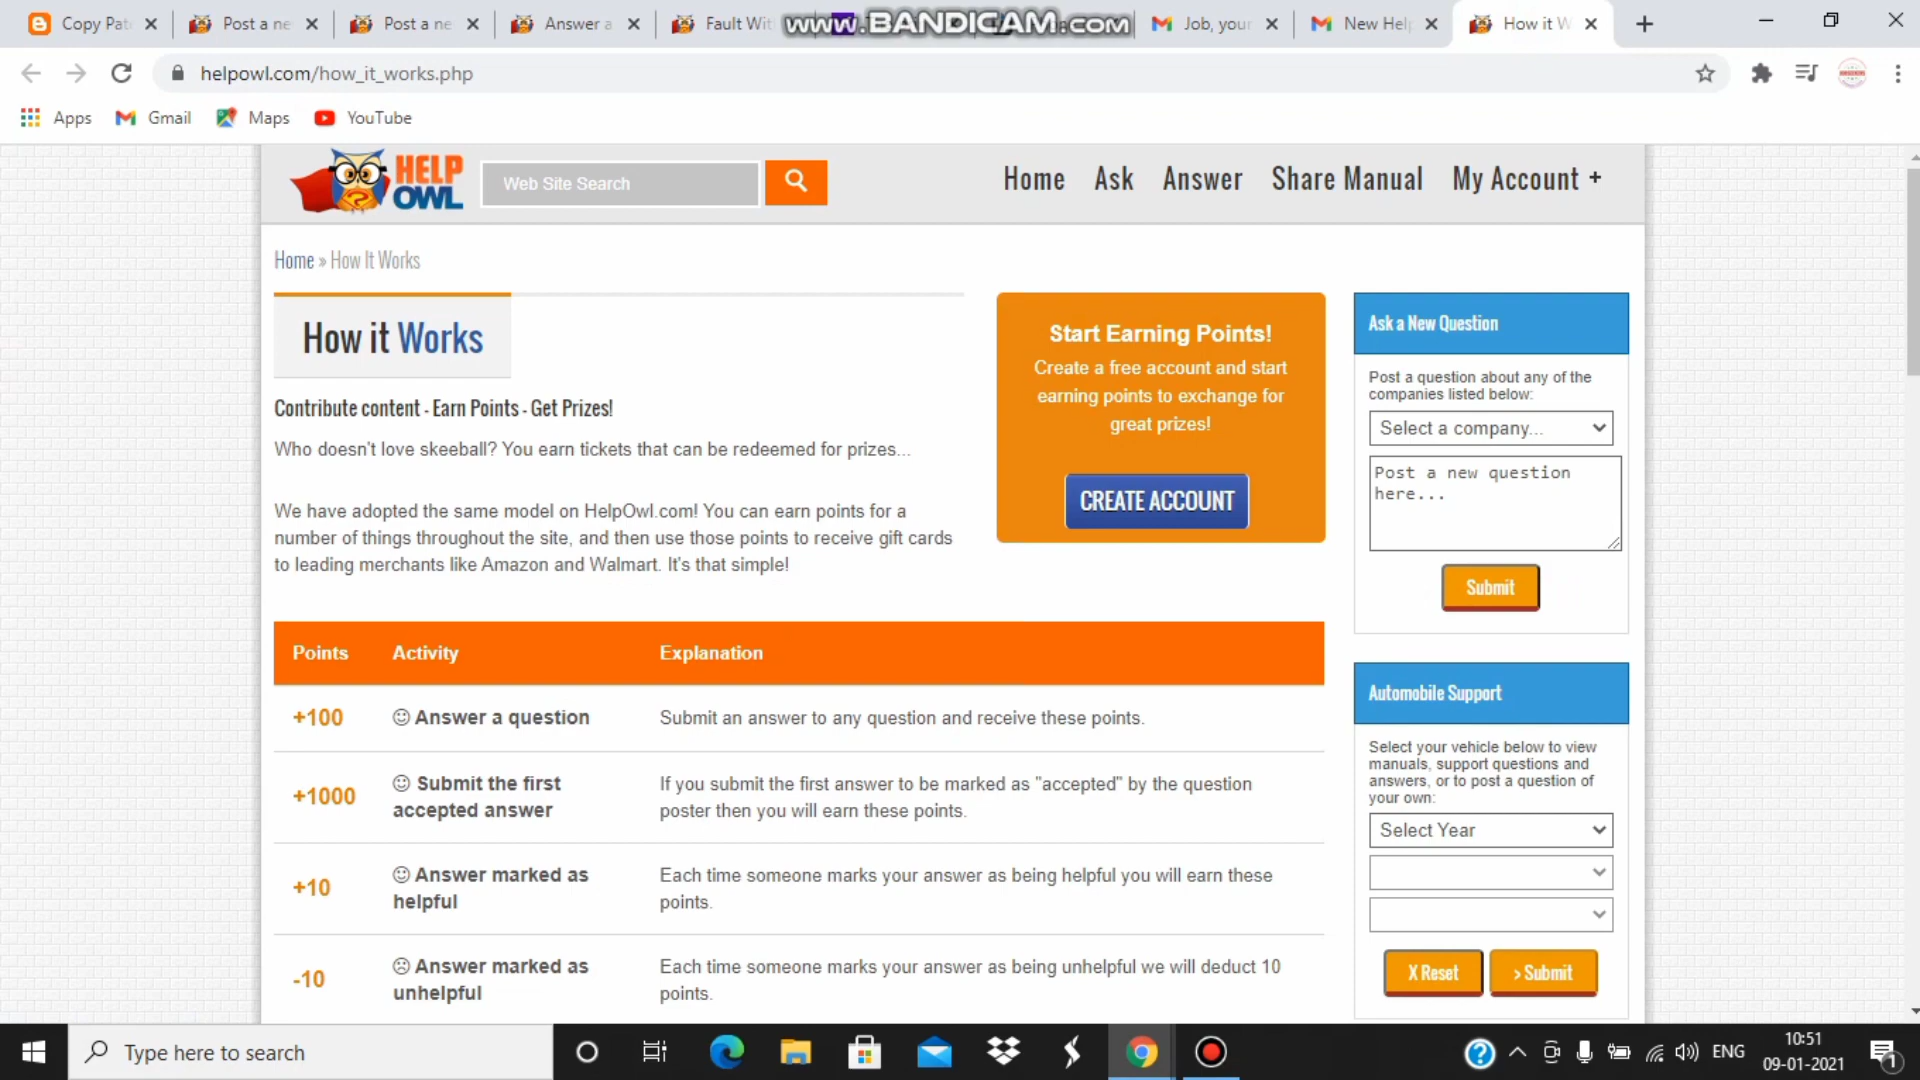 Copy Pat
Post a ne
Post a ne
Answer a
Fault Wit
www.BANDICAM.com
Job, your
New Hel
How it W
helpowl.com/how_it_works.php
Apps
Gmail
Maps
YouTube
HELP
OWL
Web Site Search
Home
Ask
Answer
Share Manual
My Account +
Home » How It Works
How it Works
Contribute content - Earn Points - Get Prizes!
Who doesn't love skeeball? You earn tickets that can be redeemed for prizes...
We have adopted the same model on HelpOwl.com! You can earn points for a
number of things throughout the site, and then use those points to receive gift cards
to leading merchants like Amazon and Walmart. It's that simple!
Start Earning Points!
Create a free account and start
earning points to exchange for
great prizes!
CREATE ACCOUNT
Ask a New Question
Post a question about any of the
companies listed below:
Select a company...
Post a new question
here...
Submit
Points Activity Explanation
+100 Answer a question Submit an answer to any question and receive these points.
+1000 Submit the first
accepted answer
If you submit the first answer to be marked as "accepted" by the question
poster then you will earn these points.
+10 Answer marked as
helpful
Each time someone marks your answer as being helpful you will earn these
points.
-10 Answer marked as
unhelpful
Each time someone marks your answer as being unhelpful we will deduct 10
points.
Automobile Support
Select your vehicle below to view
manuals, support questions and
answers, or to post a question of
your own:
Select Year
X Reset
> Submit
Type here to search
ENG
10:51
09-01-2021
1